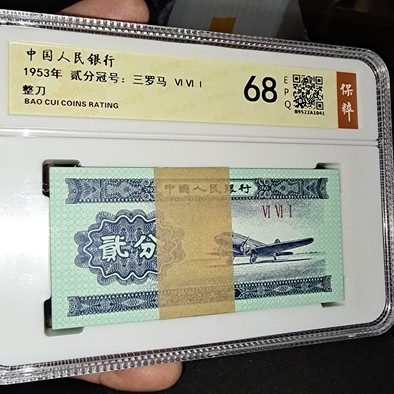 中国人民银行
1953年 贰分冠号：三罗马 VI VI I
整刀
BAO CUI COINS RATING
68
EPQ
B9522A1041
保粹
中国人民银行
VI VI I
贰分